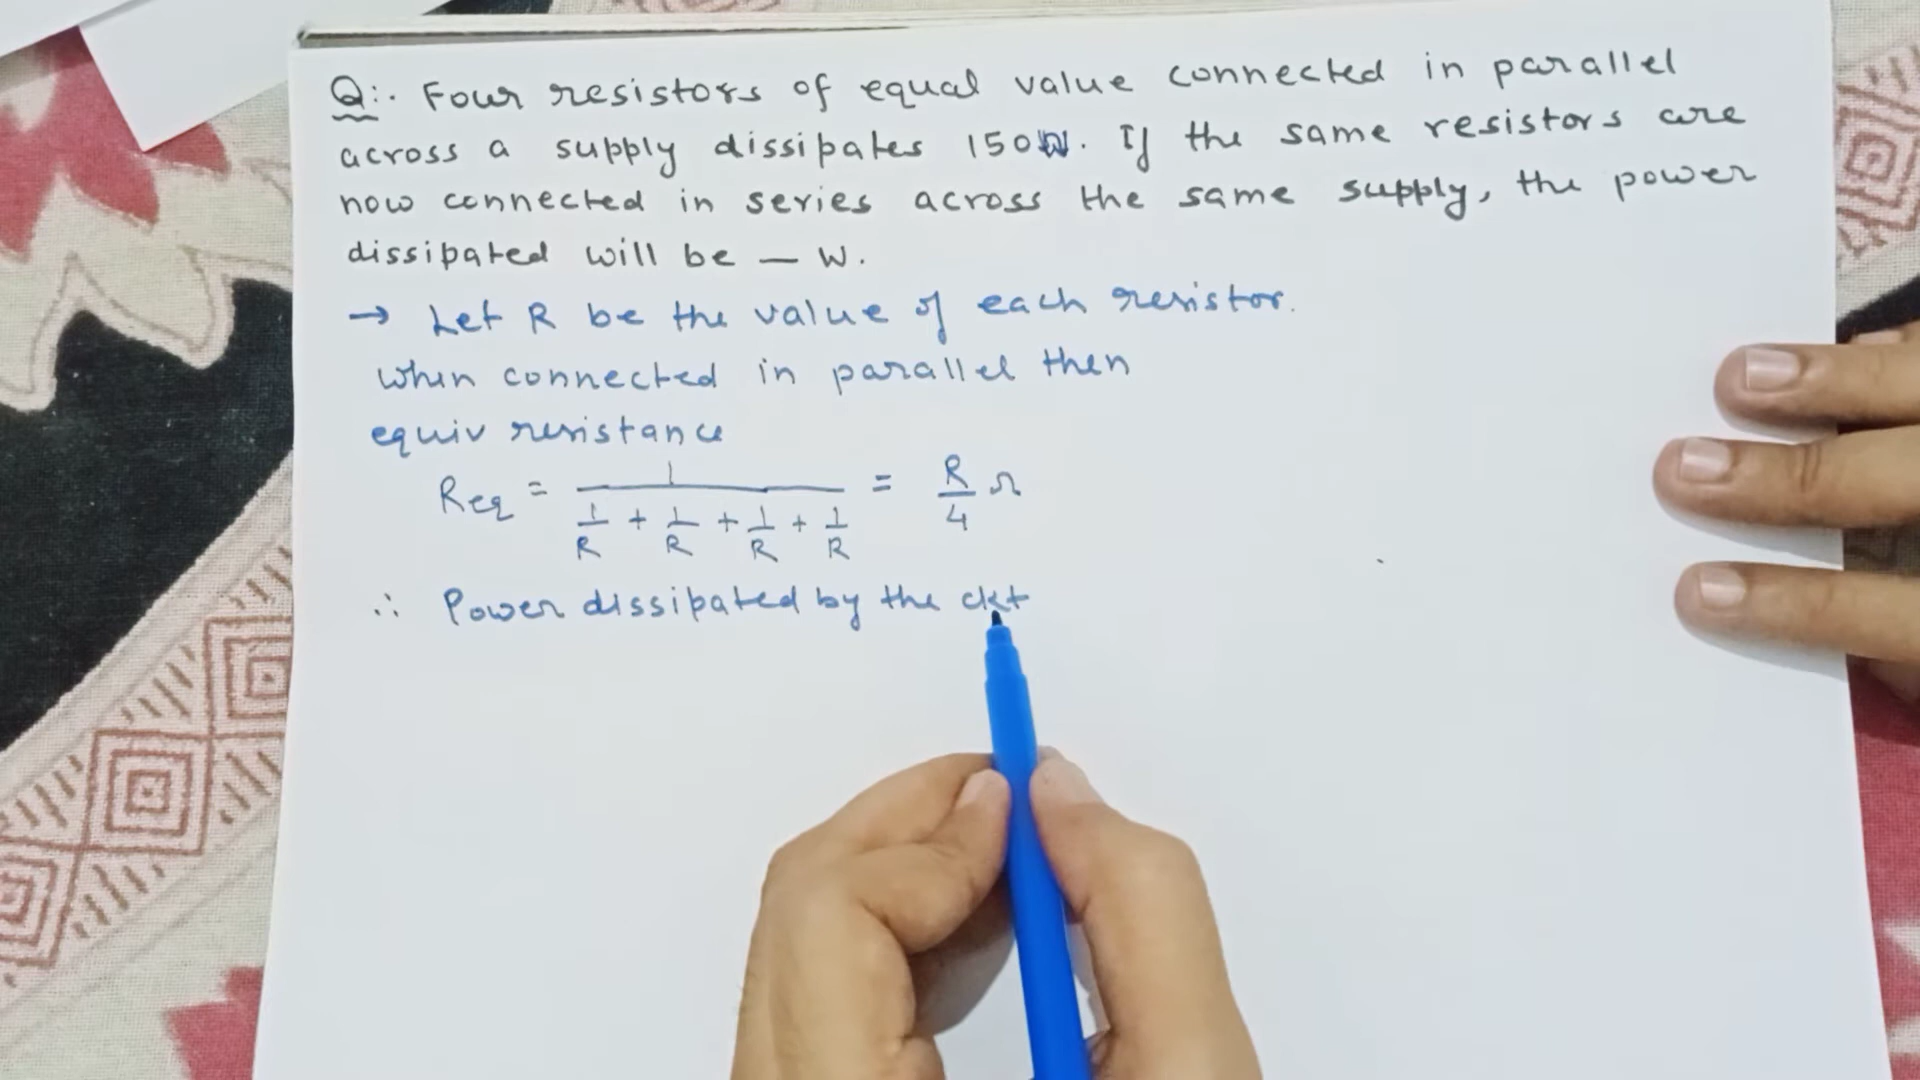 Q:. Four resistors of equal value connected in parallel
across a supply dissipates 150W. If the same resistors are
now connected in series across the same supply, the power
dissipated will be — W.
→ Let R be the value of each resistor.
when connected in parallel then
equiv resistance
Req = 1 / (1/R + 1/R + 1/R + 1/R) = R/4 Ω
∴ Power dissipated by the ckt